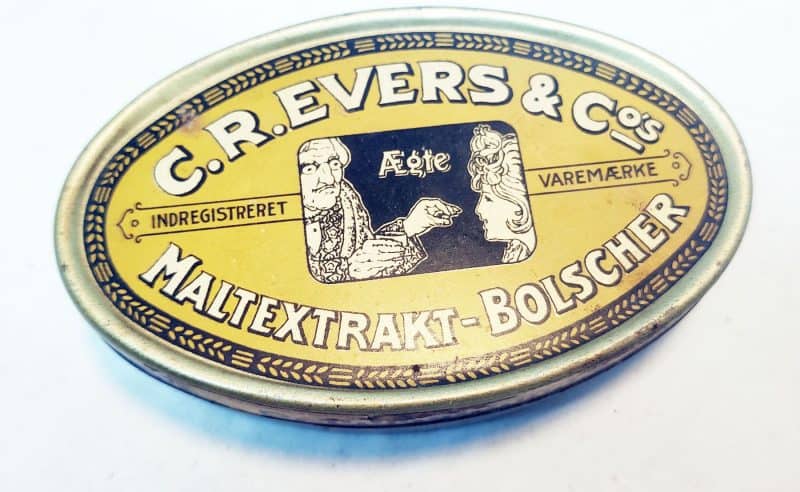 C.R.EVERS & Co's
Ægte
INDREGISTRERET VAREMÆRKE
MALTEXTRAKT-BOLSCHER